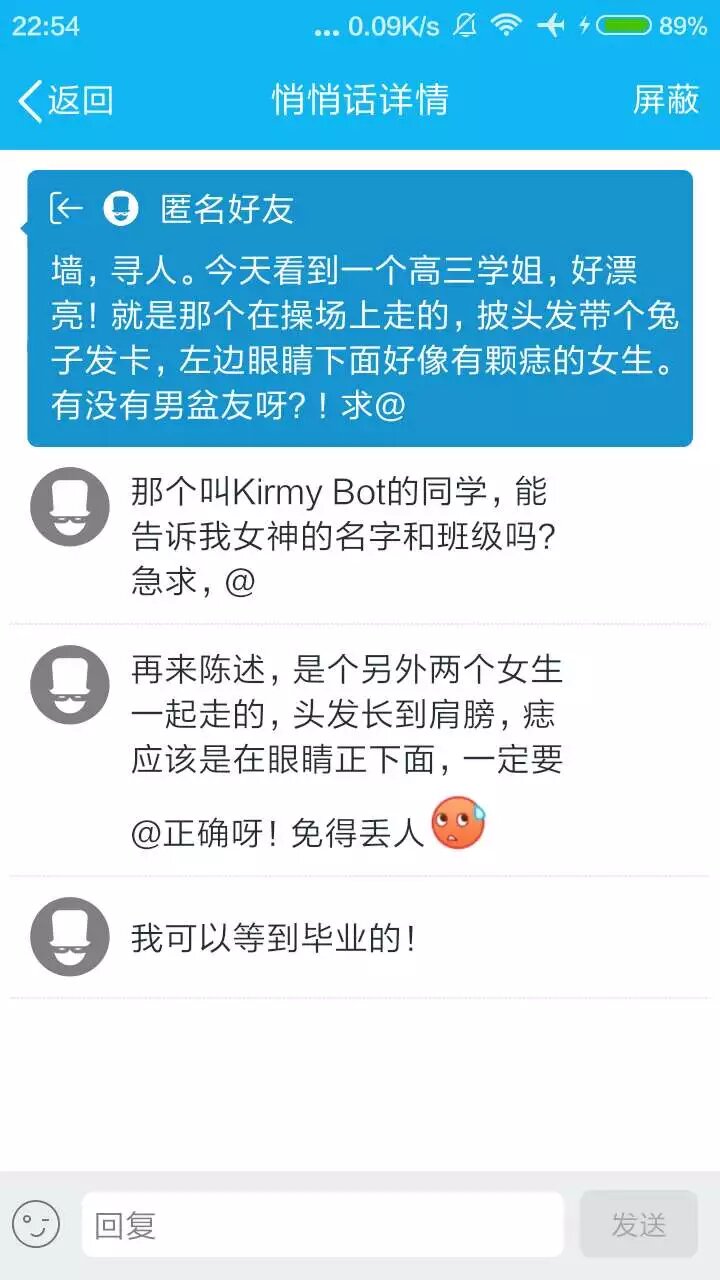 22:54
... 0.09K/s
89%
返回
悄悄话详情
屏蔽
匿名好友
墙，寻人。今天看到一个高三学姐，好漂
亮！就是那个在操场上走的，披头发带个兔
子发卡，左边眼睛下面好像有颗痣的女生。
有没有男盆友呀？！求@
那个叫Kirmy Bot的同学，能
告诉我女神的名字和班级吗？
急求，@
再来陈述，是个另外两个女生
一起走的，头发长到肩膀，痣
应该是在眼睛正下面，一定要
@正确呀！免得丢人
我可以等到毕业的！
回复
发送